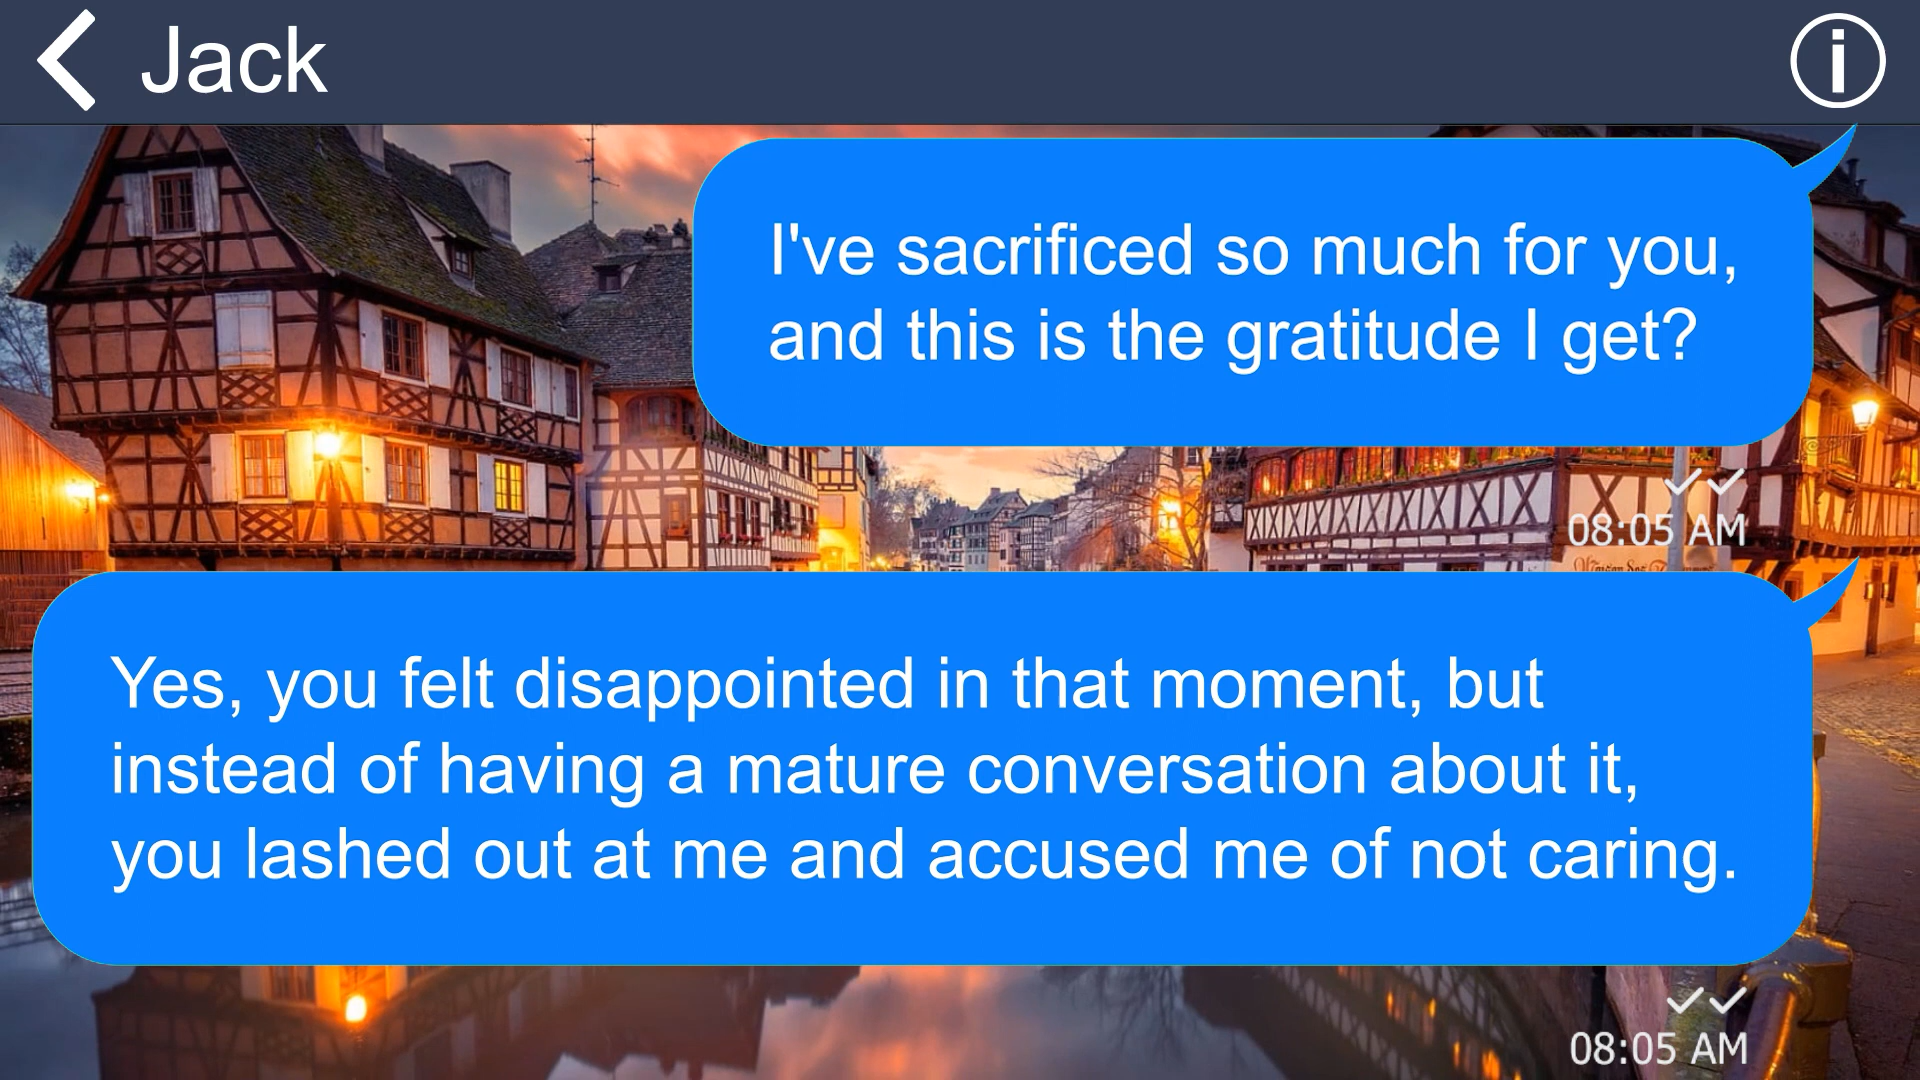 Jack
I've sacrificed so much for you,
and this is the gratitude I get?
08:05 AM
Yes, you felt disappointed in that moment, but
instead of having a mature conversation about it,
you lashed out at me and accused me of not caring.
08:05 AM